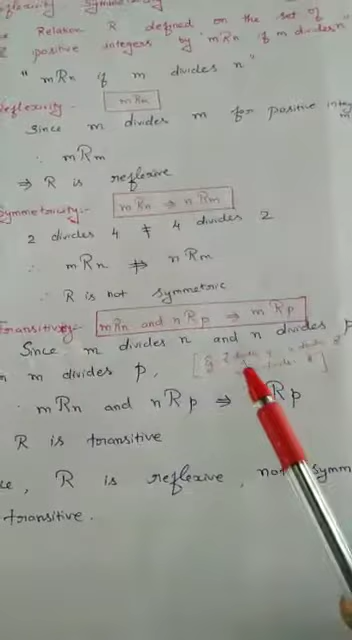 Relation R defined on the set of
positive integers by "mRn if m divides n"
"mRn if m divides n"
Reflexivity:- mRm
Since m divides m for positive integ
∴ mRm
⇒ R is reflexive
Symmetricity:- mRn ⇒ nRm
2 divides 4 ⇏ 4 divides 2
∴ mRn ⇏ nRm
∴ R is not symmetric
Transitivity:- mRn and nRp ⇒ mRp
Since m divides n and n divides p
m divides p.
∴ mRn and nRp ⇒ Rp
R is transitive
R is reflexive, not symm
transitive.